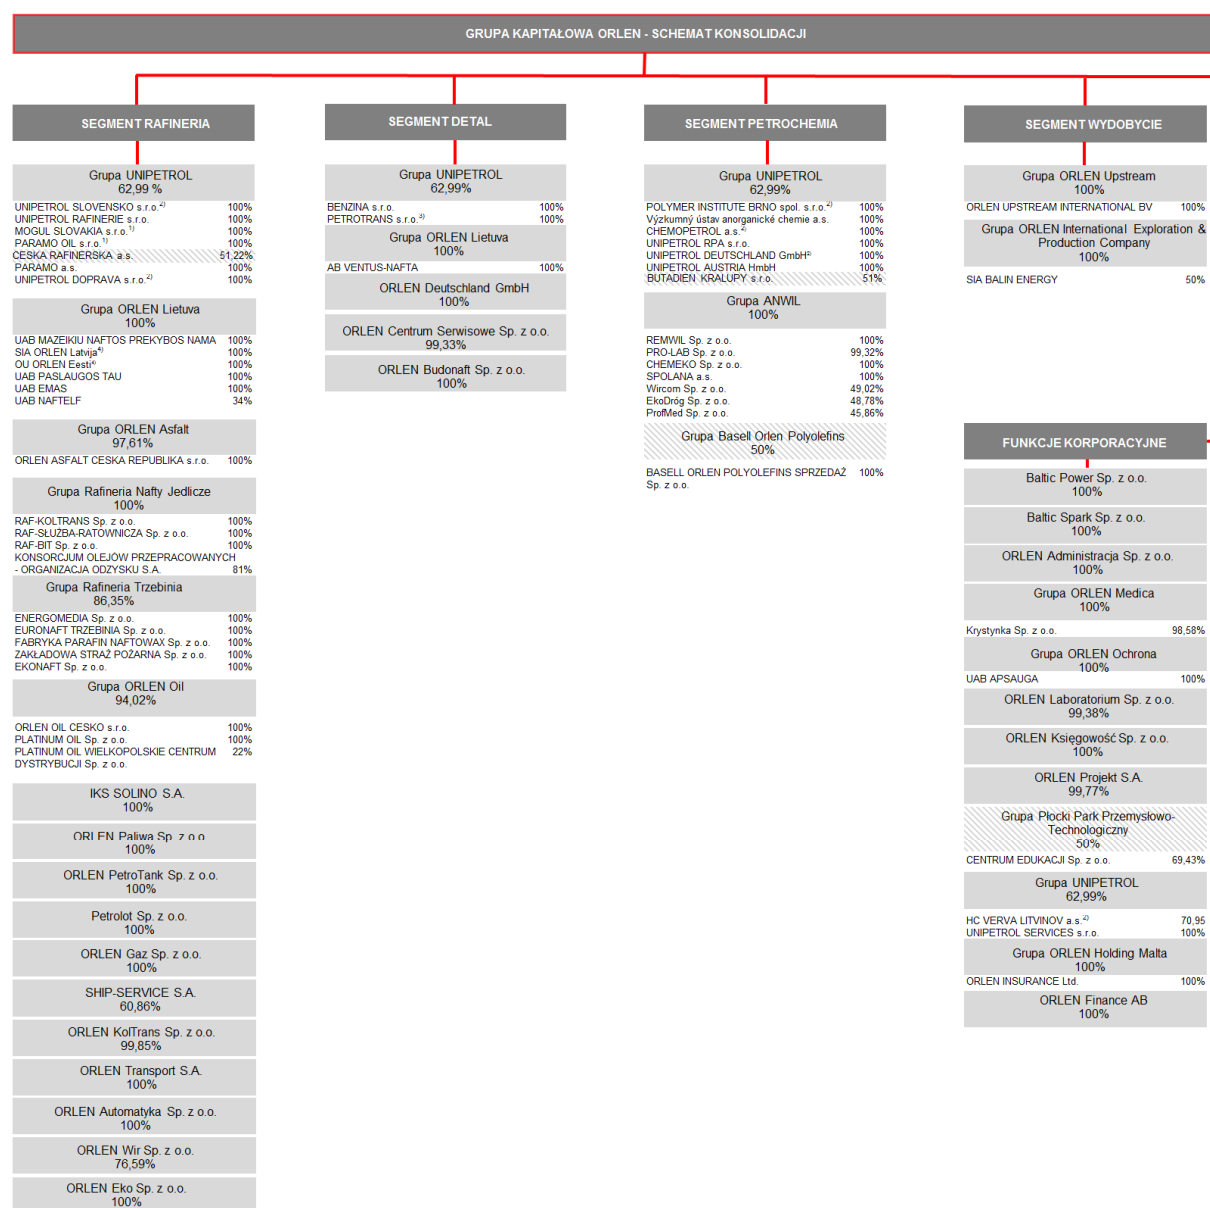 GRUPA KAPITAŁOWA ORLEN - SCHEMAT KONSOLIDACJI
SEGMENT RAFINERIA
Grupa UNIPETROL
62,99 %
UNIPETROL SLOVENSKO s.r.o.2) 100%
UNIPETROL RAFINERIE s.r.o. 100%
MOGUL SLOVAKIA s.r.o.1) 100%
PARAMO OIL s.r.o.1) 100%
CESKA RAFINERSKA a.s. 51,22%
PARAMO a.s. 100%
UNIPETROL DOPRAVA s.r.o.2) 100%
Grupa ORLEN Lietuva
100%
UAB MAZEIKIU NAFTOS PREKYBOS NAMA 100%
SIA ORLEN Latvija4) 100%
OU ORLEN Eesti4) 100%
UAB PASLAUGOS TAU 100%
UAB EMAS 100%
UAB NAFTELF 34%
Grupa ORLEN Asfalt
97,61%
ORLEN ASFALT CESKA REPUBLIKA s.r.o. 100%
Grupa Rafineria Nafty Jedlicze
100%
RAF-KOLTRANS Sp. z o.o. 100%
RAF-SŁUŻBA-RATOWNICZA Sp. z o.o. 100%
RAF-BIT Sp. z o.o. 100%
KONSORCJUM OLEJÓW PRZEPRACOWANYCH
- ORGANIZACJA ODZYSKU S.A. 81%
Grupa Rafineria Trzebinia
86,35%
ENERGOMEDIA Sp. z o.o. 100%
EURONAFT TRZEBINIA Sp. z o.o. 100%
FABRYKA PARAFIN NAFTOWAX Sp. z o.o. 100%
ZAKŁADOWA STRAŻ POŻARNA Sp. z o.o. 100%
EKONAFT Sp. z o.o. 100%
Grupa ORLEN Oil
94,02%
ORLEN OIL CESKO s.r.o. 100%
PLATINUM OIL Sp. z o.o. 100%
PLATINUM OIL WIELKOPOLSKIE CENTRUM 22%
DYSTRYBUCJI Sp. z o.o.
IKS SOLINO S.A.
100%
ORLEN Paliwa Sp. z o.o
100%
ORLEN PetroTank Sp. z o.o.
100%
Petrolot Sp. z o.o.
100%
ORLEN Gaz Sp. z o.o.
100%
SHIP-SERVICE S.A.
60,86%
ORLEN KolTrans Sp. z o.o.
99,85%
ORLEN Transport S.A.
100%
ORLEN Automatyka Sp. z o.o.
100%
ORLEN Wir Sp. z o.o.
76,59%
ORLEN Eko Sp. z o.o.
100%
SEGMENT DETAL
Grupa UNIPETROL
62,99%
BENZINA s.r.o. 100%
PETROTRANS s.r.o.3) 100%
Grupa ORLEN Lietuva
100%
AB VENTUS-NAFTA 100%
ORLEN Deutschland GmbH
100%
ORLEN Centrum Serwisowe Sp. z o.o.
99,33%
ORLEN Budonaft Sp. z o.o.
100%
SEGMENT PETROCHEMIA
Grupa UNIPETROL
62,99%
POLYMER INSTITUTE BRNO spol. s.r.o.2) 100%
Výzkumný ústav anorganické chemie a.s. 100%
CHEMOPETROL a.s.2) 100%
UNIPETROL RPA s.r.o. 100%
UNIPETROL DEUTSCHLAND GmbH2) 100%
UNIPETROL AUSTRIA HmbH 100%
BUTADIEN KRALUPY s.r.o. 51%
Grupa ANWIL
100%
REMWIL Sp. z o.o. 100%
PRO-LAB Sp. z o.o. 99,32%
CHEMEKO Sp. z o.o. 100%
SPOLANA a.s. 100%
Wircom Sp. z o.o. 49,02%
EkoDróg Sp. z o.o. 48,78%
ProfMed Sp. z o.o. 45,86%
Grupa Basell Orlen Polyolefins
50%
BASELL ORLEN POLYOLEFINS SPRZEDAŻ 100%
Sp. z o.o.
SEGMENT WYDOBYCIE
Grupa ORLEN Upstream
100%
ORLEN UPSTREAM INTERNATIONAL BV 100%
Grupa ORLEN International Exploration &
Production Company
100%
SIA BALIN ENERGY 50%
FUNKCJE KORPORACYJNE
Baltic Power Sp. z o.o.
100%
Baltic Spark Sp. z o.o.
100%
ORLEN Administracja Sp. z o.o.
100%
Grupa ORLEN Medica
100%
Krystynka Sp. z o.o. 98,58%
Grupa ORLEN Ochrona
100%
UAB APSAUGA 100%
ORLEN Laboratorium Sp. z o.o.
99,38%
ORLEN Księgowość Sp. z o.o.
100%
ORLEN Projekt S.A.
99,77%
Grupa Płocki Park Przemysłowo-
Technologiczny
50%
CENTRUM EDUKACJI Sp. z o.o. 69,43%
Grupa UNIPETROL
62,99%
HC VERVA LITVINOV a.s.2) 70,95
UNIPETROL SERVICES s.r.o. 100%
Grupa ORLEN Holding Malta
100%
ORLEN INSURANCE Ltd. 100%
ORLEN Finance AB
100%